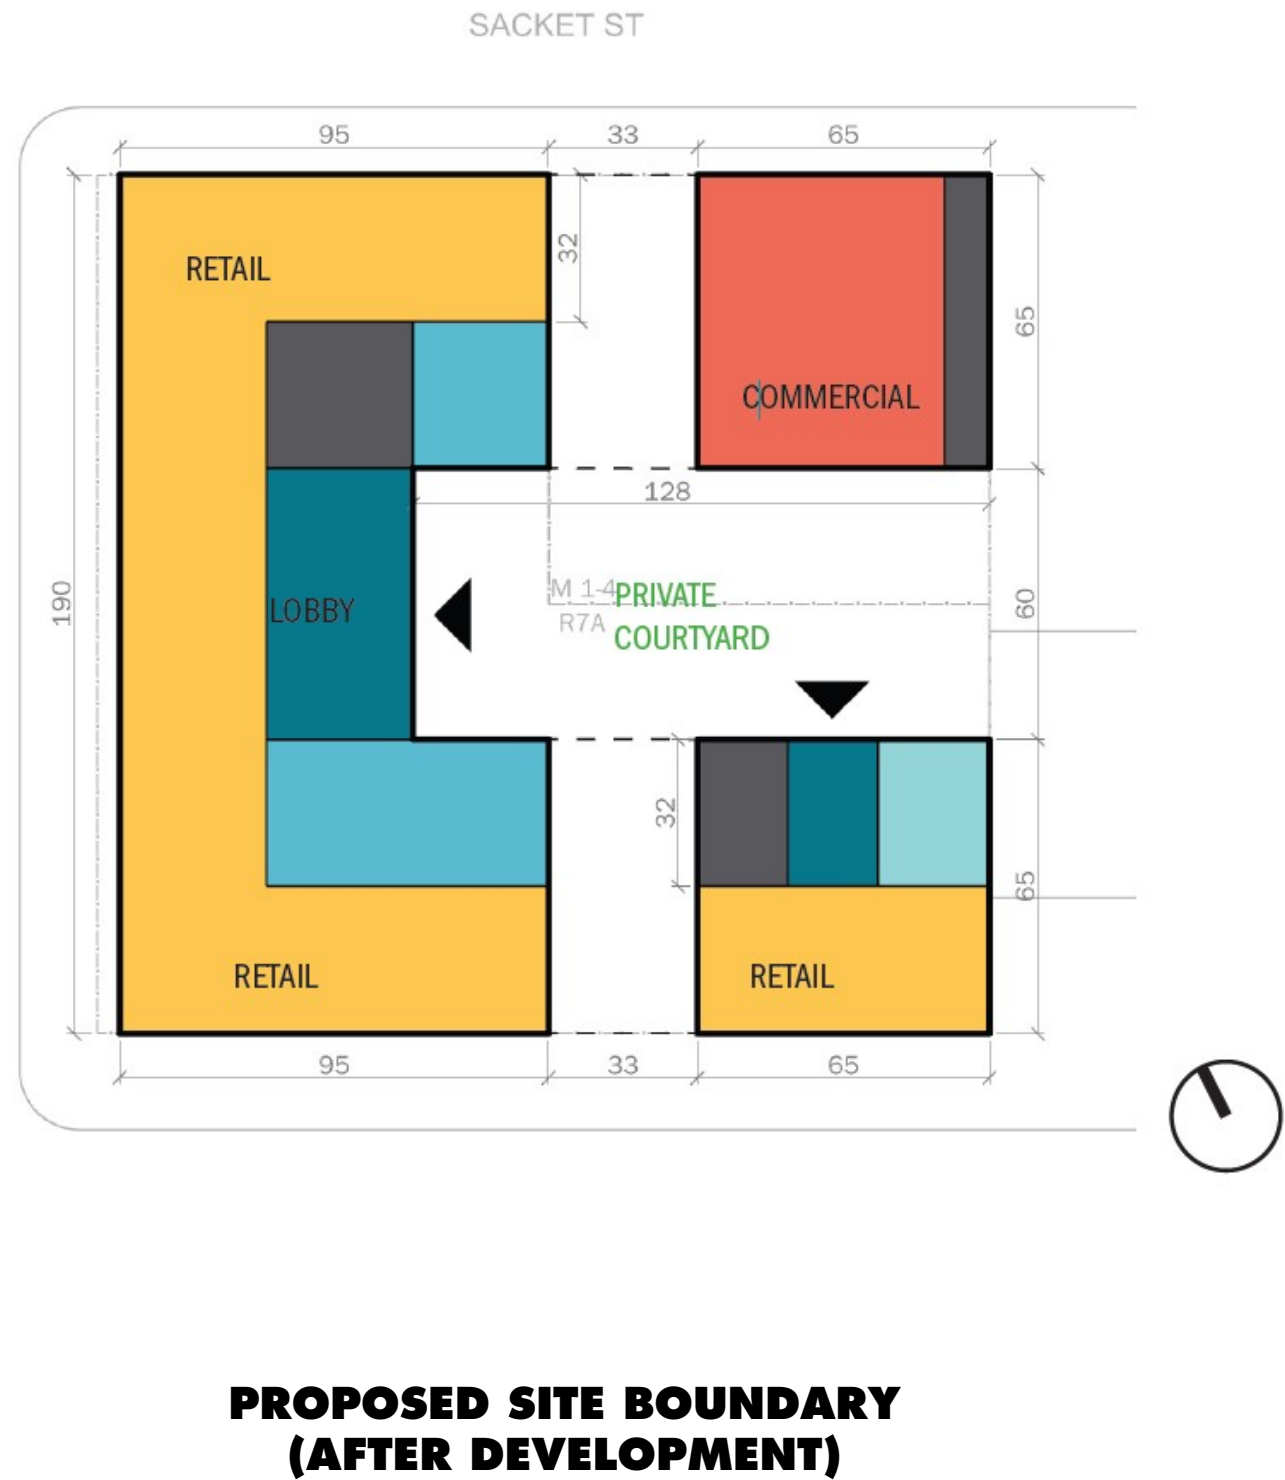 SACKET ST
95
33
65
RETAIL
32
65
COMMERCIAL
128
190
LOBBY
M 1-4
R7A
PRIVATE
COURTYARD
60
32
65
RETAIL
RETAIL
95
33
65
PROPOSED SITE BOUNDARY
(AFTER DEVELOPMENT)